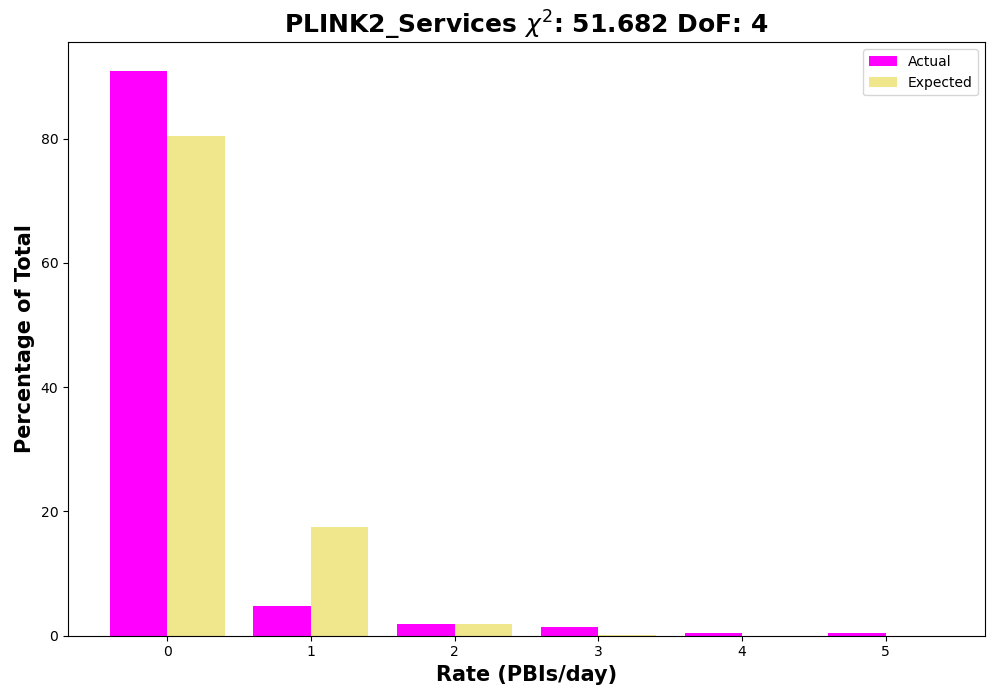 PLINK2_Services χ²: 51.682 DoF: 4
Actual
Expected
Percentage of Total
80
60
40
20
0
0 1 2 3 4 5
Rate (PBIs/day)